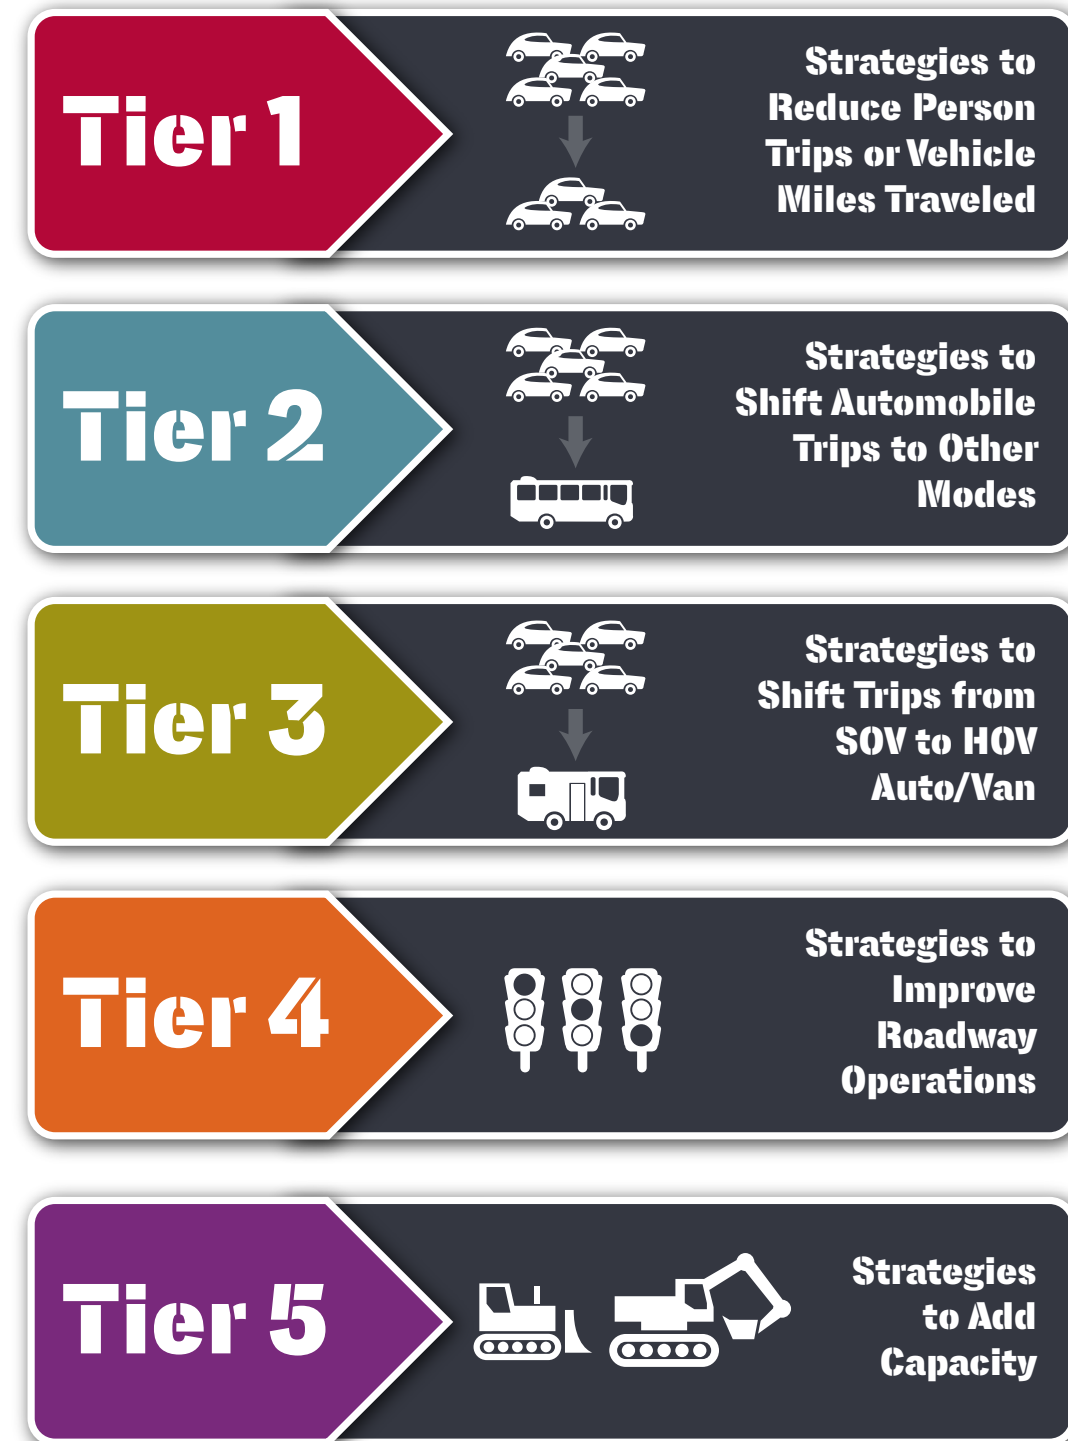 Tier 1
Strategies to
Reduce Person
Trips or Vehicle
Miles Traveled
Tier 2
Strategies to
Shift Automobile
Trips to Other
Modes
Tier 3
Strategies to
Shift Trips from
SOV to HOV
Auto/Van
Tier 4
Strategies to
Improve
Roadway
Operations
Tier 5
Strategies
to Add
Capacity